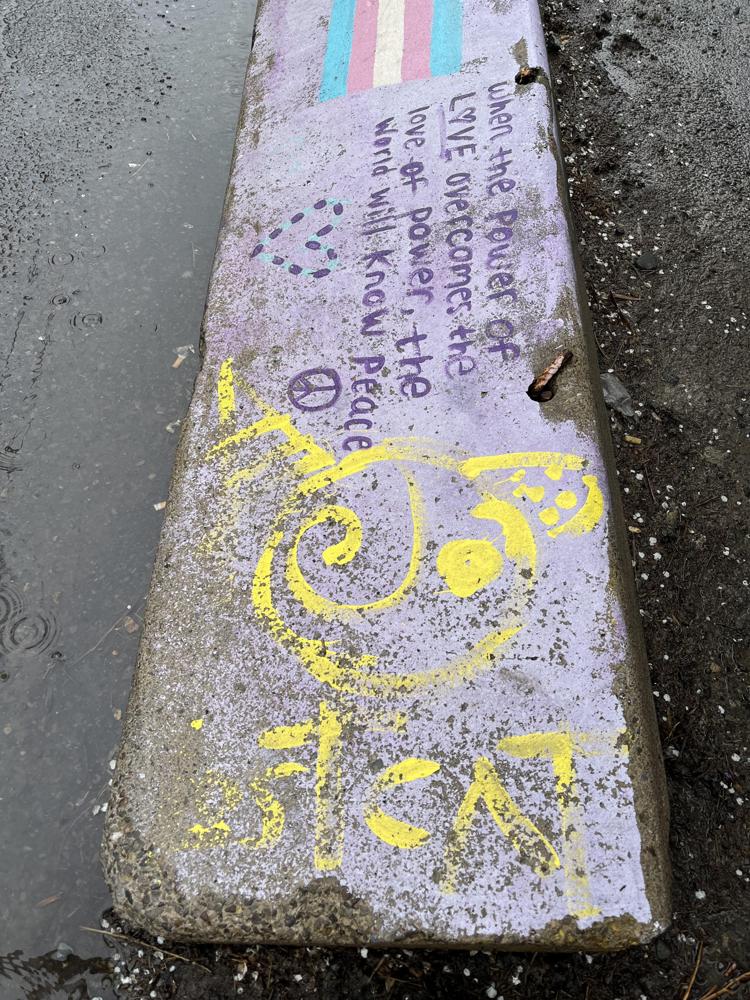 When the Power of
LOVE overcomes the
love of power, the
World will know Peace